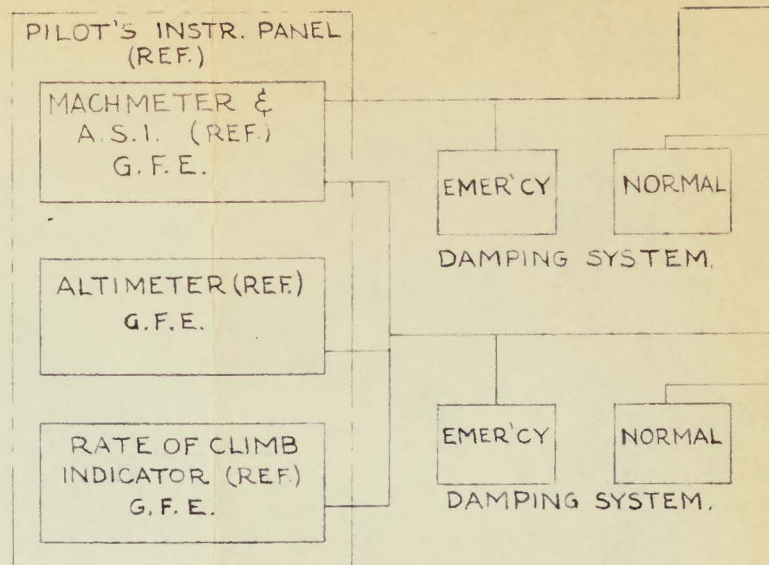 PILOT'S INSTR. PANEL
(REF.)
MACHMETER &
A.S.I. (REF.)
G.F.E.
EMER'CY
NORMAL
DAMPING SYSTEM.
ALTIMETER (REF.)
G.F.E.
EMER'CY
NORMAL
DAMPING SYSTEM.
RATE OF CLIMB
INDICATOR (REF.)
G.F.E.